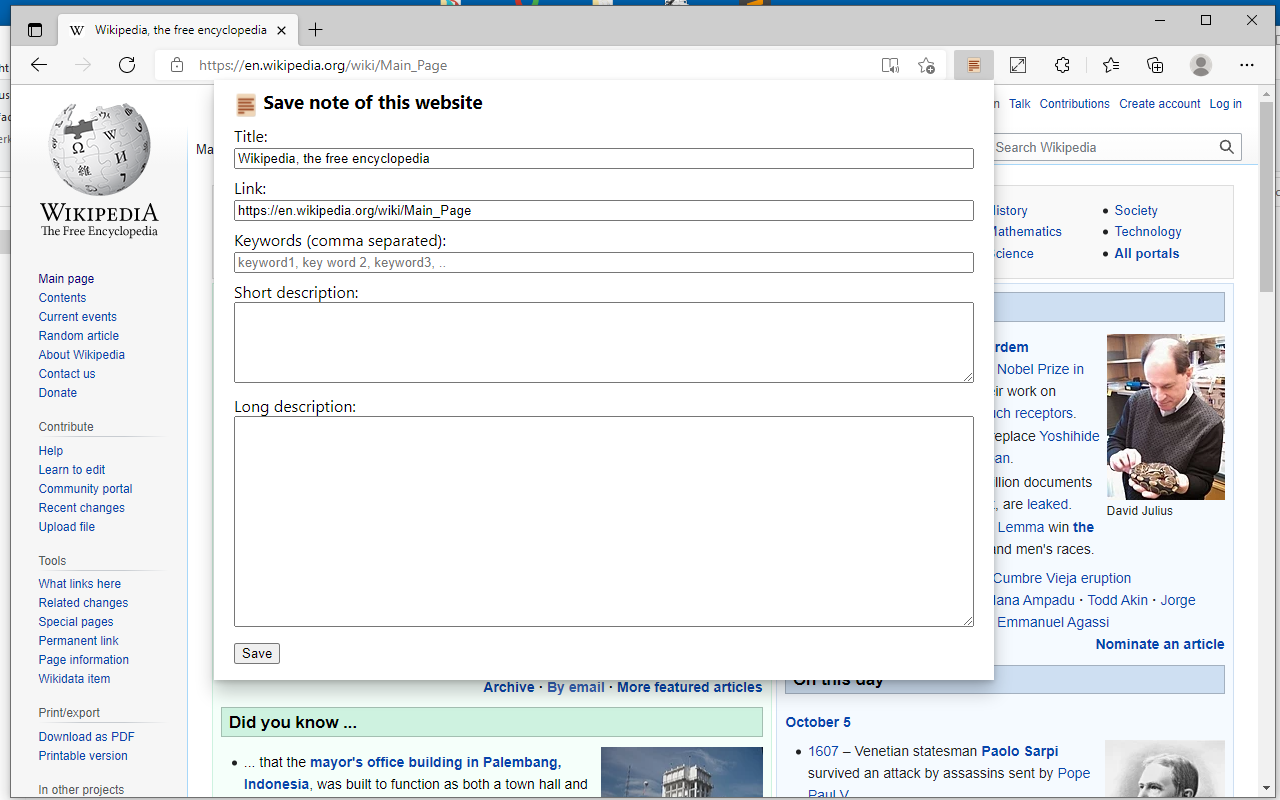 Wikipedia, the free encyclopedia
https://en.wikipedia.org/wiki/Main_Page
Save note of this website
Title:
Wikipedia, the free encyclopedia
Link:
https://en.wikipedia.org/wiki/Main_Page
Keywords (comma separated):
keyword1, key word 2, keyword3, ..
Short description:
Long description:
Save
WIKIPEDIA
The Free Encyclopedia
Main page
Contents
Current events
Random article
About Wikipedia
Contact us
Donate
Contribute
Help
Learn to edit
Community portal
Recent changes
Upload file
Tools
What links here
Related changes
Special pages
Permanent link
Page information
Wikidata item
Print/export
Download as PDF
Printable version
In other projects
Ma
n Talk Contributions Create account Log in
Search Wikipedia
istory
Mathematics
cience
• Society
• Technology
• All portals
rdem
Nobel Prize in
ir work on
uch receptors.
replace Yoshihide
an.
llion documents
, are leaked.
Lemma win the
and men's races.
David Julius
Cumbre Vieja eruption
lana Ampadu · Todd Akin · Jorge
Emmanuel Agassi
Nominate an article
Archive · By email · More featured articles
Did you know ...
• ... that the mayor's office building in Palembang,
Indonesia, was built to function as both a town hall and
On this day
October 5
• 1607 – Venetian statesman Paolo Sarpi
survived an attack by assassins sent by Pope
Paul V